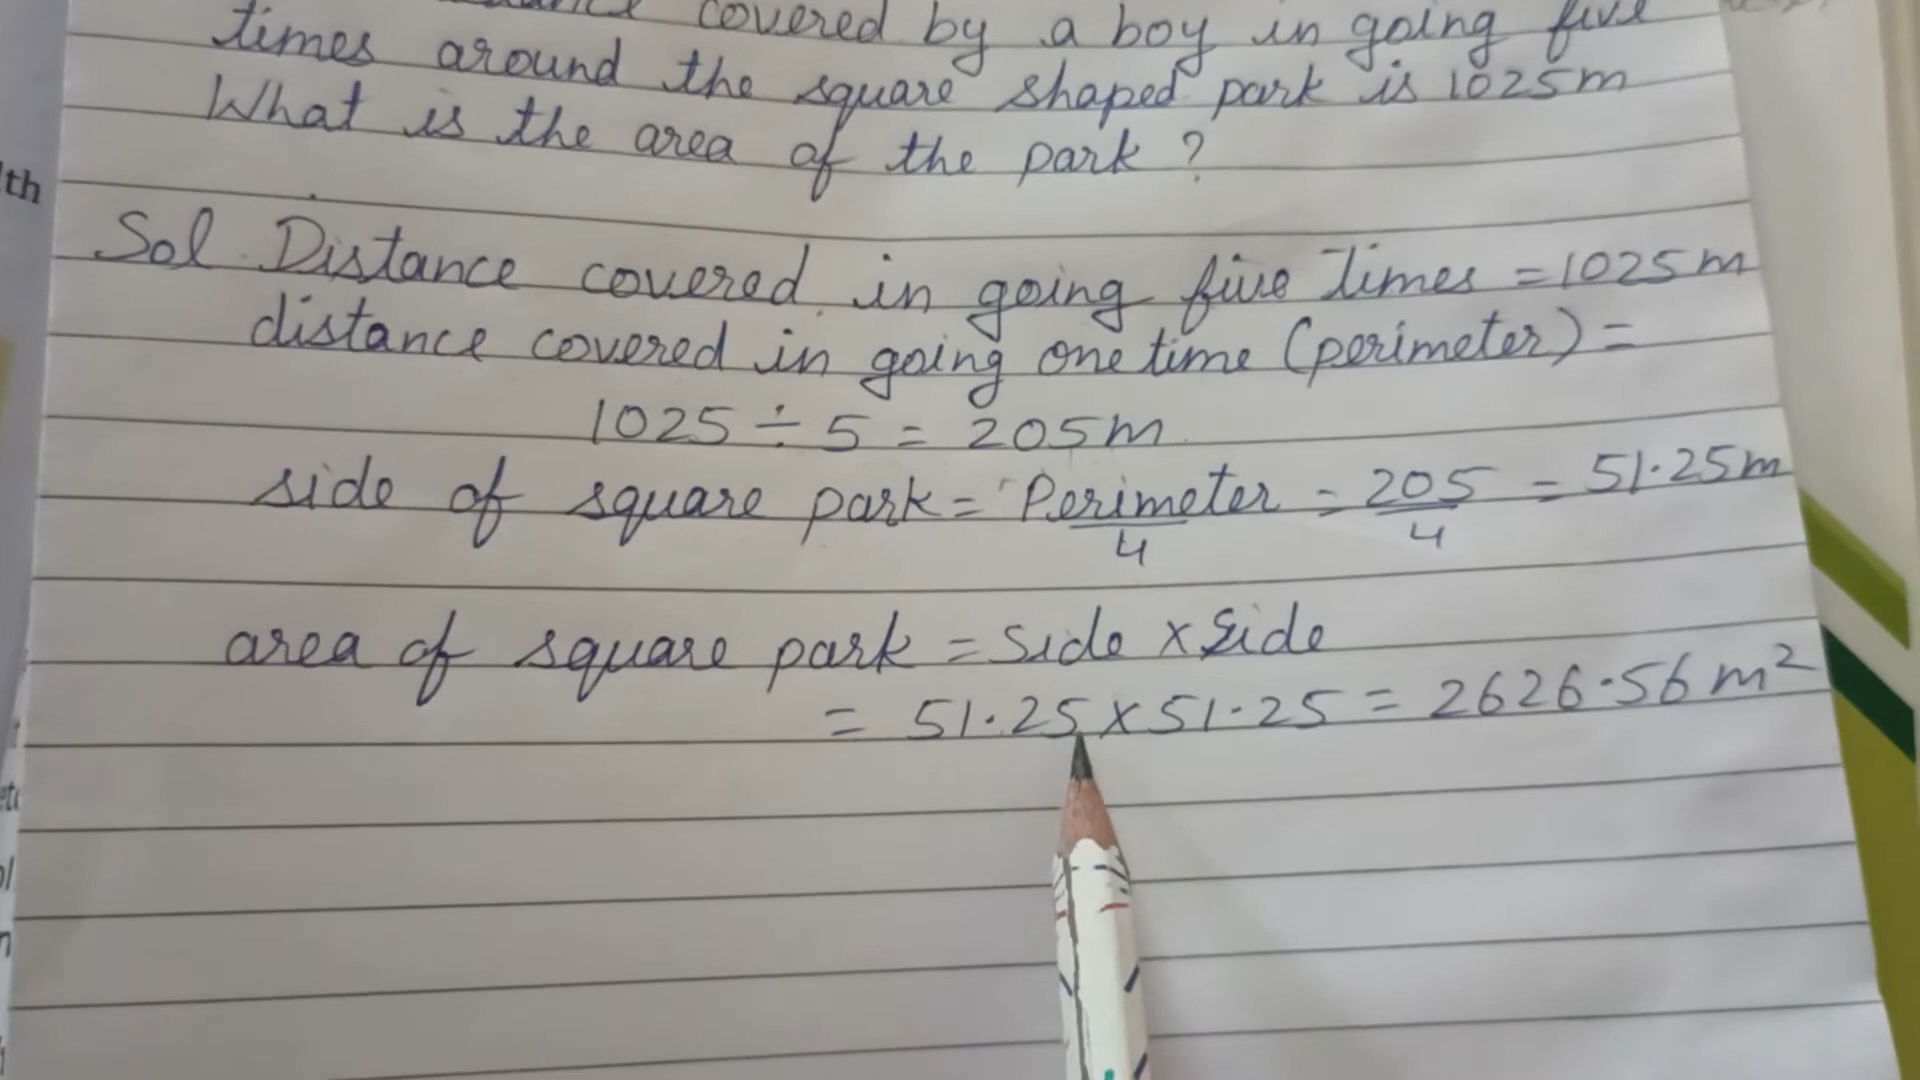 covered by a boy in going five
times around the square shaped park is 1025m
What is the area of the park ?
Sol. Distance covered in going five times = 1025m
distance covered in going one time (perimeter) =
1025 ÷ 5 = 205m
side of square park = Perimeter/4 = 205/4 = 51.25m
area of square park = side x side
= 51.25 x 51.25 = 2626.56 m²
th